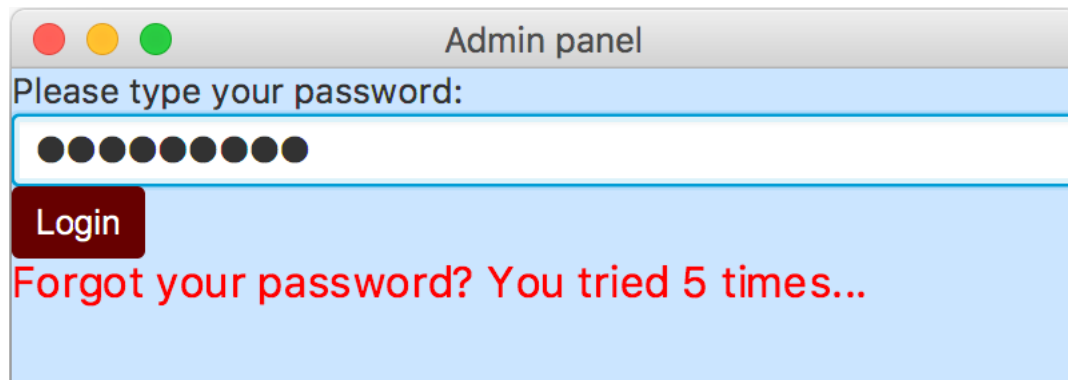 Admin panel
Please type your password:
●●●●●●●●●
Login
Forgot your password? You tried 5 times...